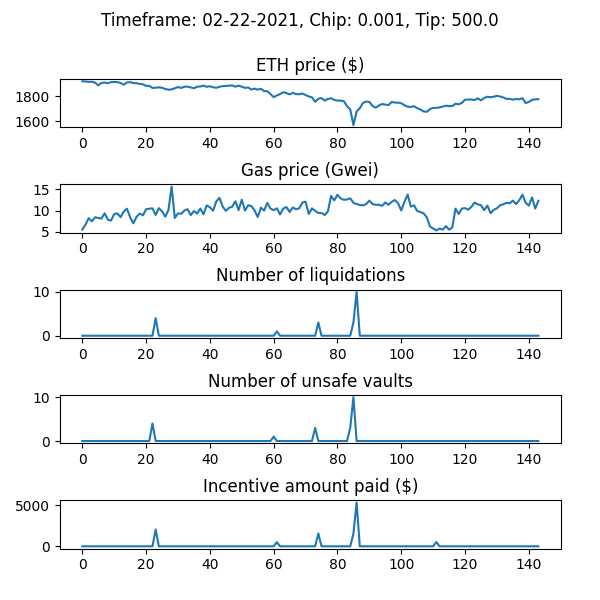 Timeframe: 02-22-2021, Chip: 0.001, Tip: 500.0
ETH price ($)
1800
1600
0 20 40 60 80 100 120 140
Gas price (Gwei)
15
10
5
0 20 40 60 80 100 120 140
Number of liquidations
10
0
0 20 40 60 80 100 120 140
Number of unsafe vaults
10
0
0 20 40 60 80 100 120 140
Incentive amount paid ($)
5000
0
0 20 40 60 80 100 120 140